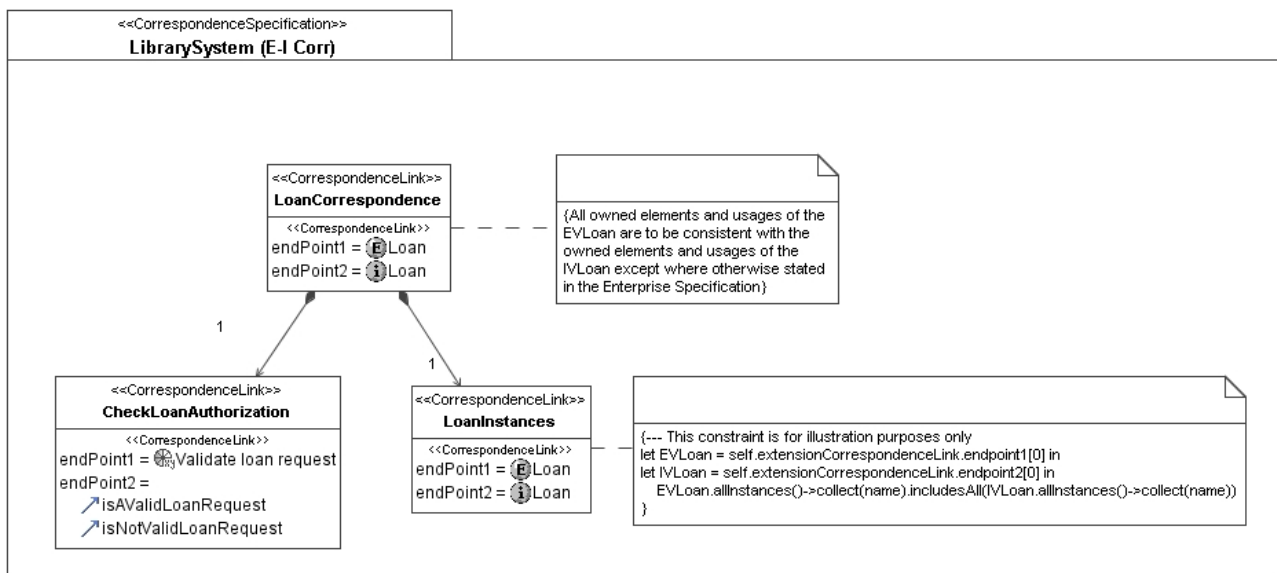 <<CorrespondenceSpecification>>
LibrarySystem (E-I Corr)
<<CorrespondenceLink>>
LoanCorrespondence
<<CorrespondenceLink>>
endPoint1 = E Loan
endPoint2 = i Loan
{All owned elements and usages of the
EVLoan are to be consistent with the
owned elements and usages of the
IVLoan except where otherwise stated
in the Enterprise Specification}
1
1
<<CorrespondenceLink>>
CheckLoanAuthorization
<<CorrespondenceLink>>
endPoint1 = Validate loan request
endPoint2 =
isAValidLoanRequest
isNotValidLoanRequest
<<CorrespondenceLink>>
LoanInstances
<<CorrespondenceLink>>
endPoint1 = E Loan
endPoint2 = i Loan
{--- This constraint is for illustration purposes only
let EVLoan = self.extensionCorrespondenceLink.endpoint1[0] in
let IVLoan = self.extensionCorrespondenceLink.endpoint2[0] in
EVLoan.allInstances()->collect(name).includesAll(IVLoan.allInstances()->collect(name))
}